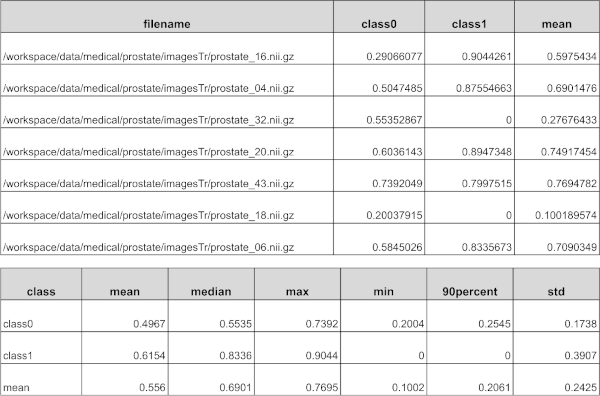 filename class0 class1 mean
/workspace/data/medical/prostate/imagesTr/prostate_16.nii.gz 0.29066077 0.9044261 0.5975434
/workspace/data/medical/prostate/imagesTr/prostate_04.nii.gz 0.5047485 0.87554663 0.6901476
/workspace/data/medical/prostate/imagesTr/prostate_32.nii.gz 0.55352867 0 0.27676433
/workspace/data/medical/prostate/imagesTr/prostate_20.nii.gz 0.6036143 0.8947348 0.74917454
/workspace/data/medical/prostate/imagesTr/prostate_43.nii.gz 0.7392049 0.7997515 0.7694782
/workspace/data/medical/prostate/imagesTr/prostate_18.nii.gz 0.20037915 0 0.100189574
/workspace/data/medical/prostate/imagesTr/prostate_06.nii.gz 0.5845026 0.8335673 0.7090349
class mean median max min 90percent std
class0 0.4967 0.5535 0.7392 0.2004 0.2545 0.1738
class1 0.6154 0.8336 0.9044 0 0 0.3907
mean 0.556 0.6901 0.7695 0.1002 0.2061 0.2425